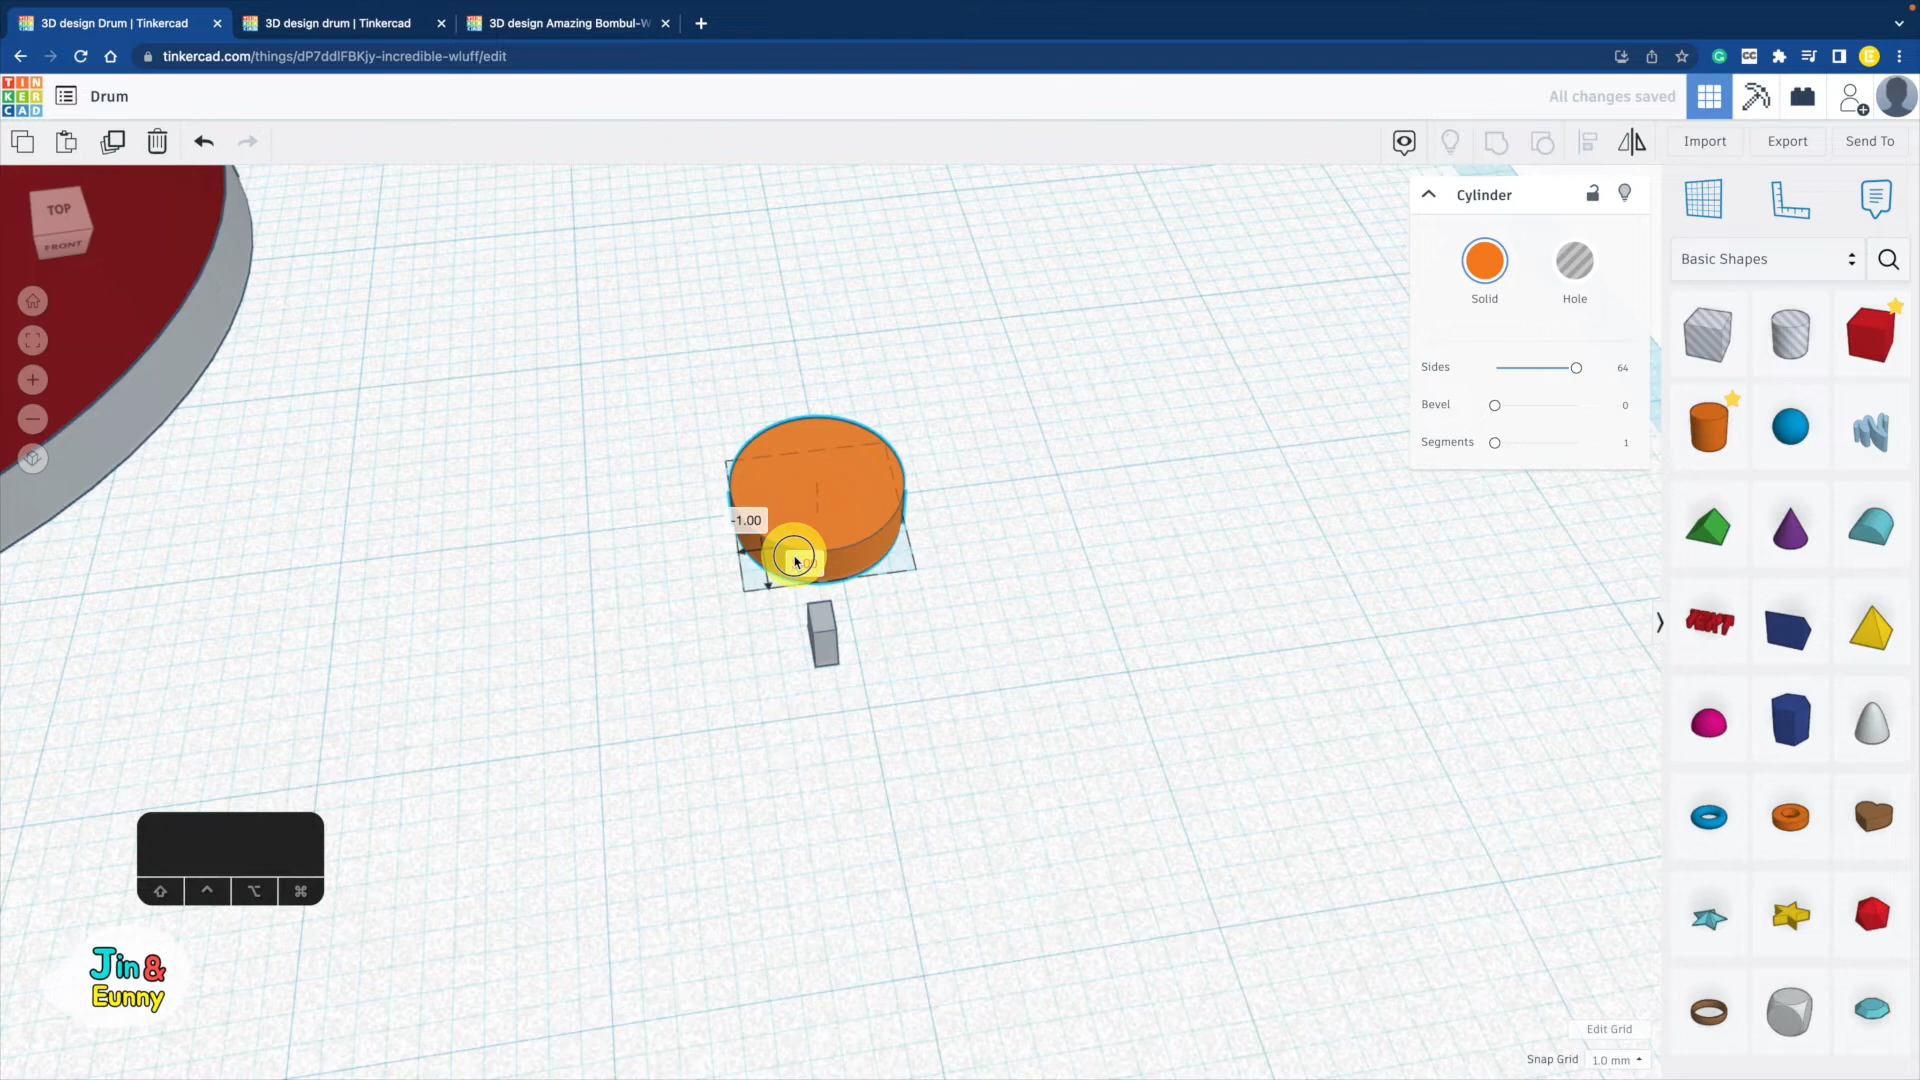 3D design Drum | Tinkercad
3D design drum | Tinkercad
3D design Amazing Bombul-W
tinkercad.com/things/dP7ddlFBKjy-incredible-wluff/edit
TIN
KER
CAD
Drum
All changes saved
Import
Export
Send To
TOP
FRONT
Cylinder
Solid
Hole
Sides
64
Bevel
0
Segments
1
Basic Shapes
TEXT
-1.00
Jin &
Eunny
Edit Grid
Snap Grid
1.0 mm